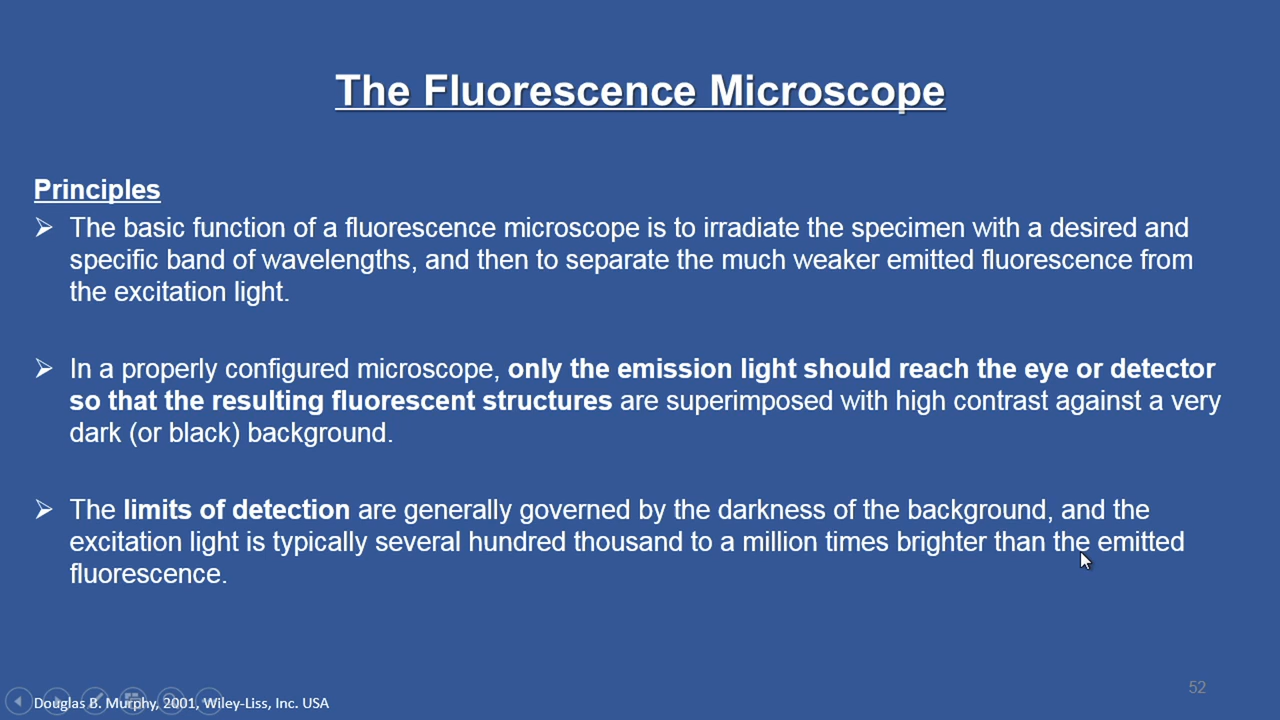 The Fluorescence Microscope
Principles
➢ The basic function of a fluorescence microscope is to irradiate the specimen with a desired and
specific band of wavelengths, and then to separate the much weaker emitted fluorescence from
the excitation light.
➢ In a properly configured microscope, only the emission light should reach the eye or detector
so that the resulting fluorescent structures are superimposed with high contrast against a very
dark (or black) background.
➢ The limits of detection are generally governed by the darkness of the background, and the
excitation light is typically several hundred thousand to a million times brighter than the emitted
fluorescence.
52
Douglas B. Murphy, 2001, Wiley-Liss, Inc. USA